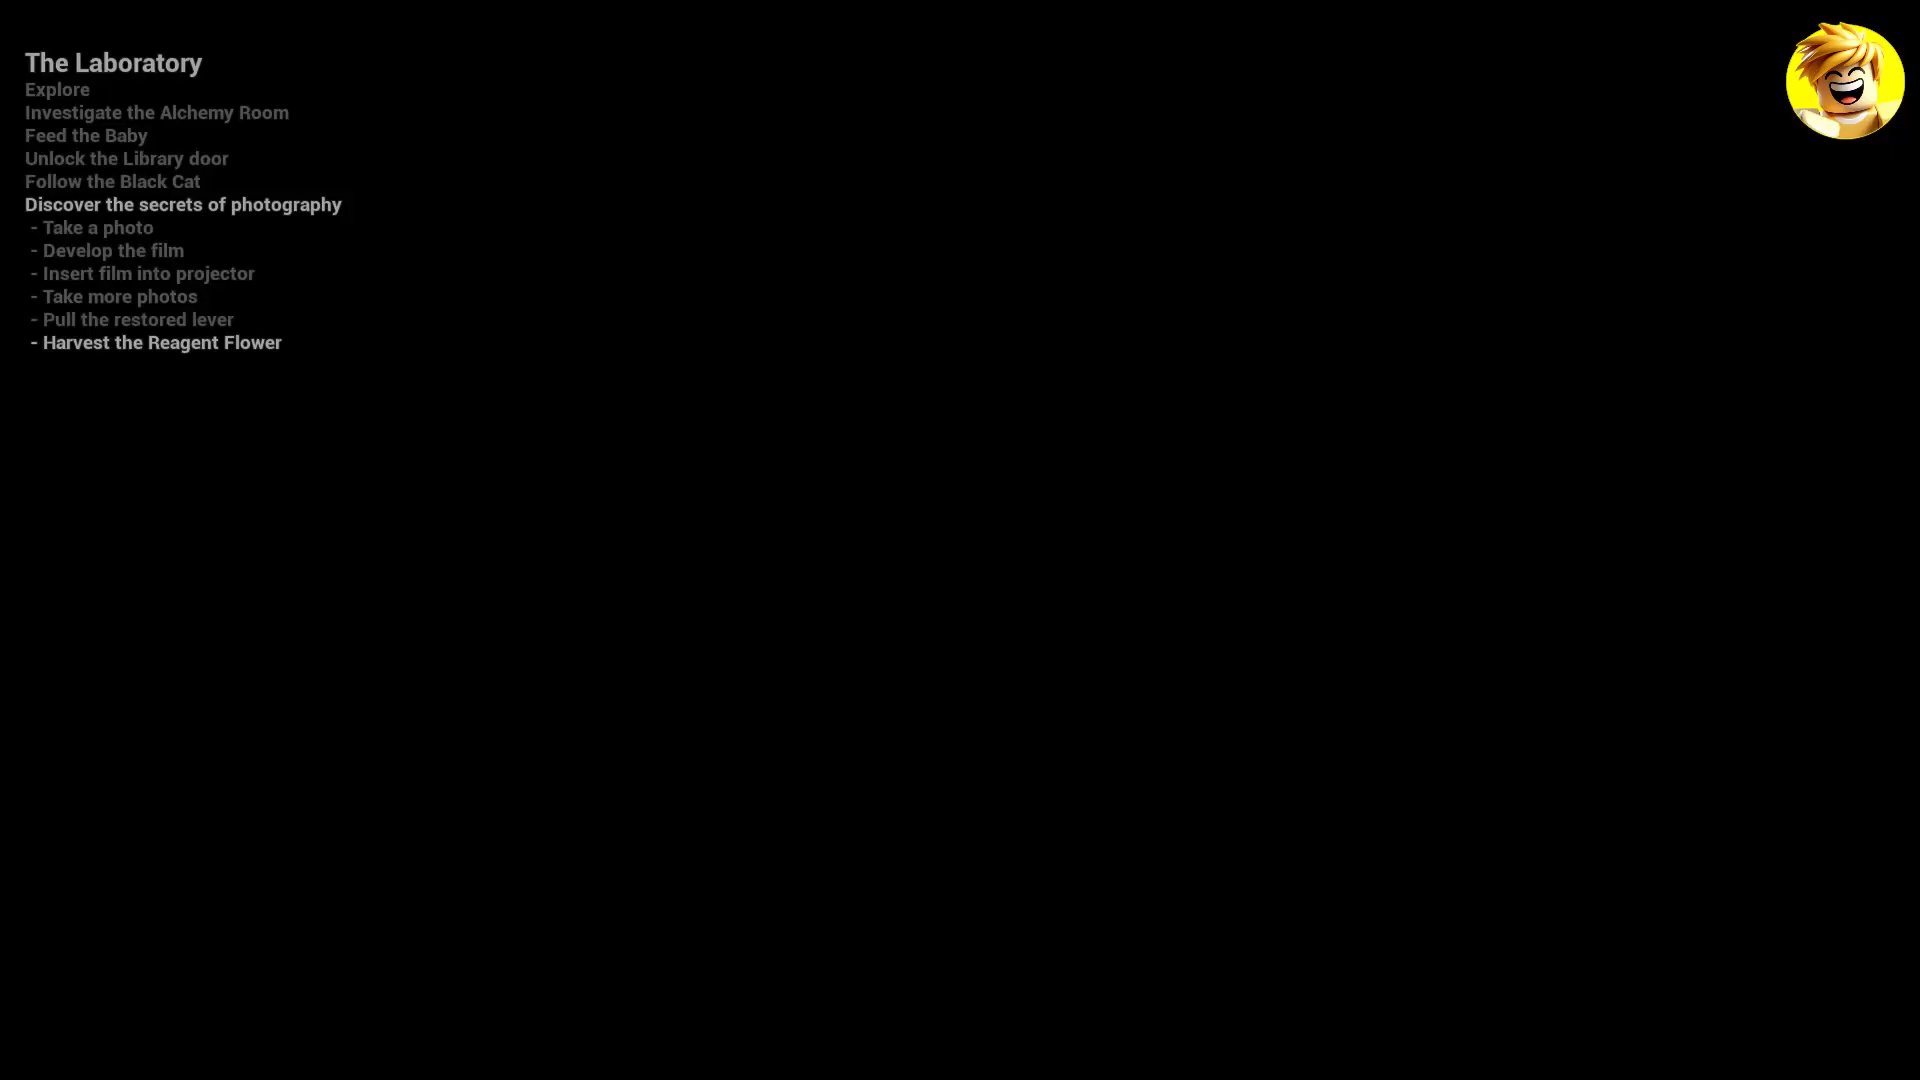 The Laboratory
Explore
Investigate the Alchemy Room
Feed the Baby
Unlock the Library door
Follow the Black Cat
Discover the secrets of photography
- Take a photo
- Develop the film
- Insert film into projector
- Take more photos
- Pull the restored lever
- Harvest the Reagent Flower